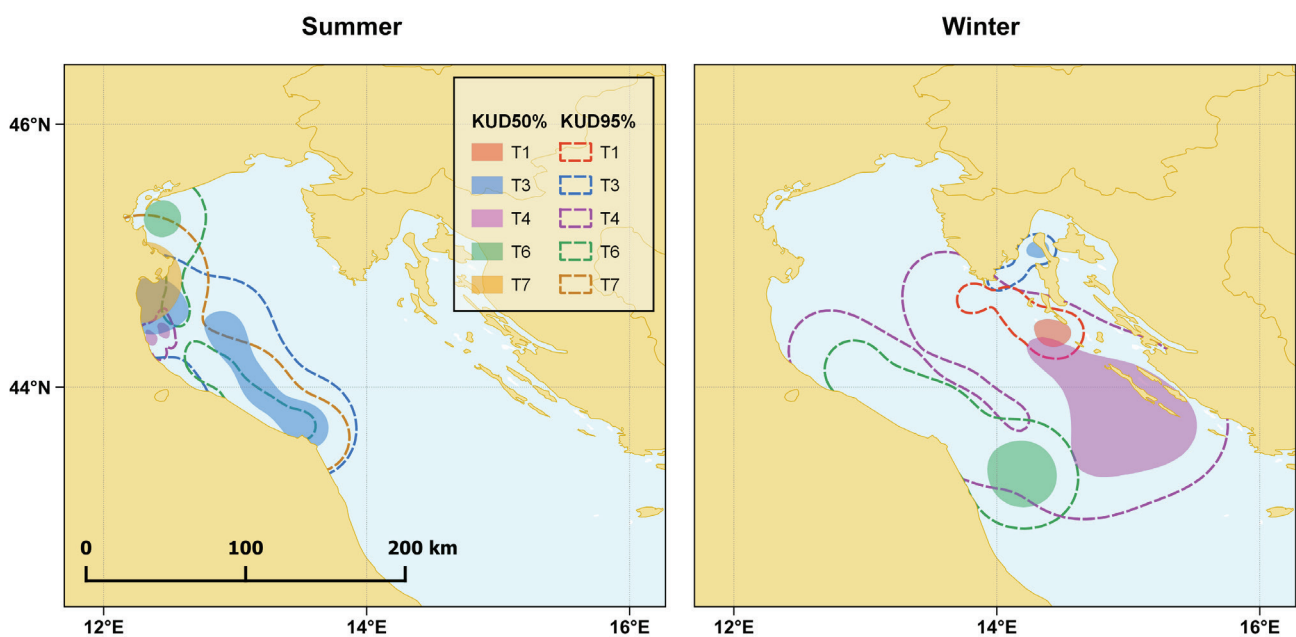 Summer Winter
KUD50% KUD95%
T1 T1
T3 T3
T4 T4
T6 T6
T7 T7
46°N
44°N
0 100 200 km
12°E 14°E 16°E 12°E 14°E 16°E